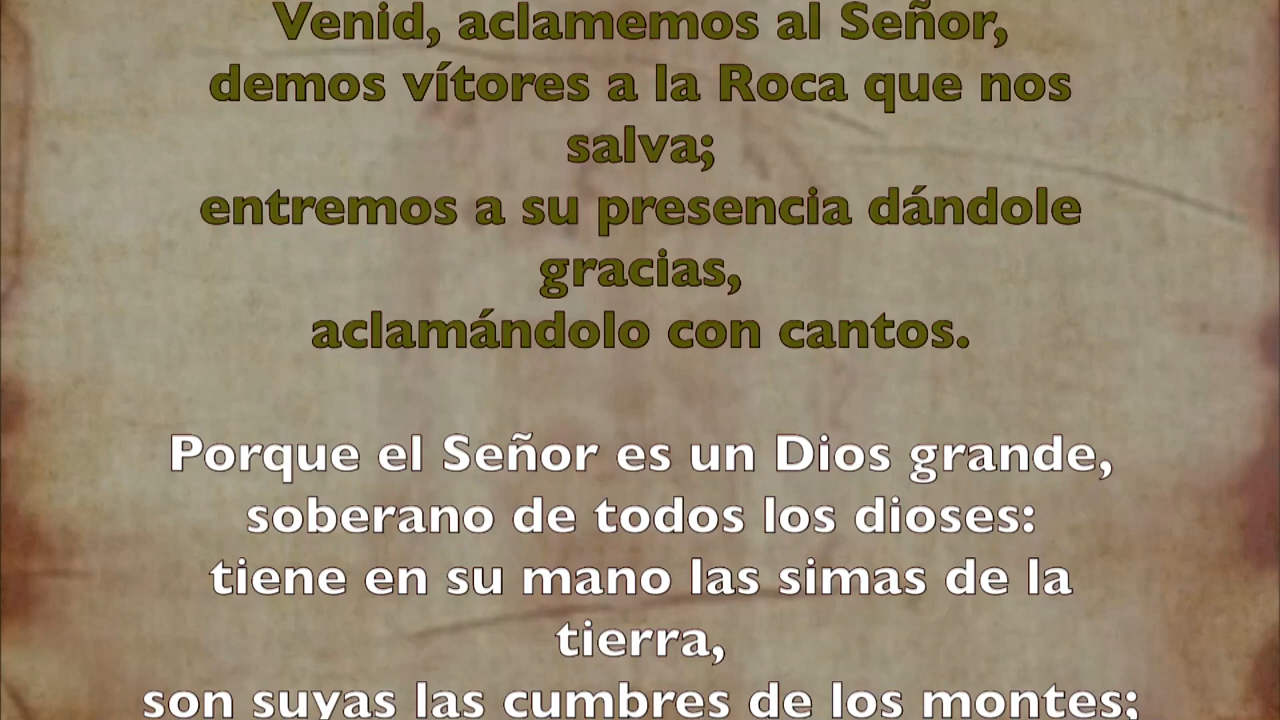 Venid, aclamemos al Señor,
demos vítores a la Roca que nos
salva;
entremos a su presencia dándole
gracias,
aclamándolo con cantos.
Porque el Señor es un Dios grande,
soberano de todos los dioses:
tiene en su mano las simas de la
tierra,
son suyas las cumbres de los montes;